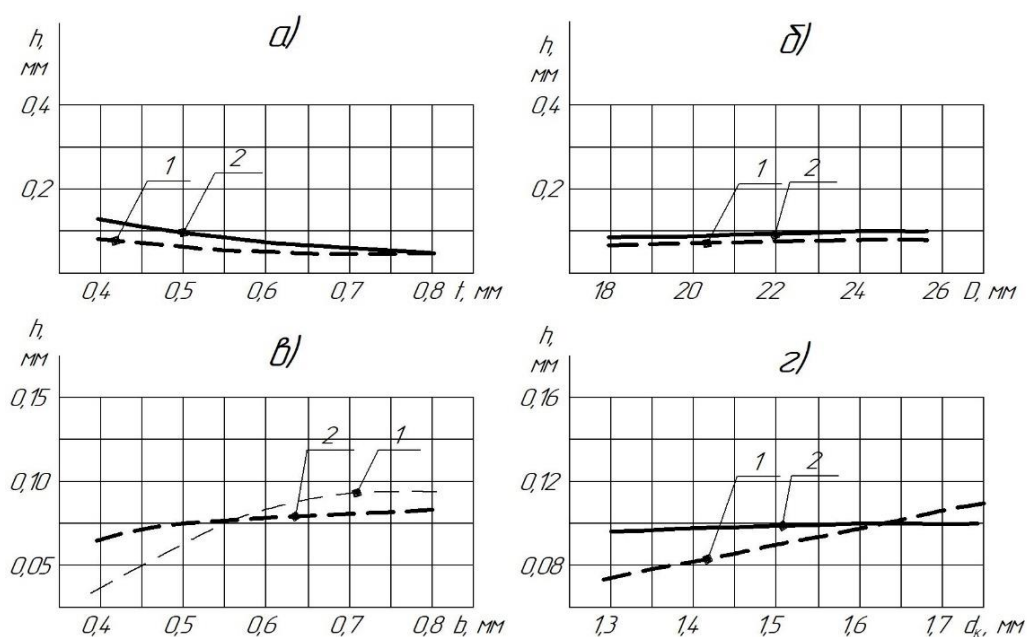 а)
h,
мм
0,4
0,2
1 2
0,4 0,5 0,6 0,7 0,8 t, мм
б)
h,
мм
0,4
0,2
1 2
18 20 22 24 26 D, мм
в)
h,
мм
0,15
0,10
0,05
2 1
0,4 0,5 0,6 0,7 0,8 b, мм
г)
h,
мм
0,16
0,12
0,08
1 2
1,3 1,4 1,5 1,6 1,7 dк, мм